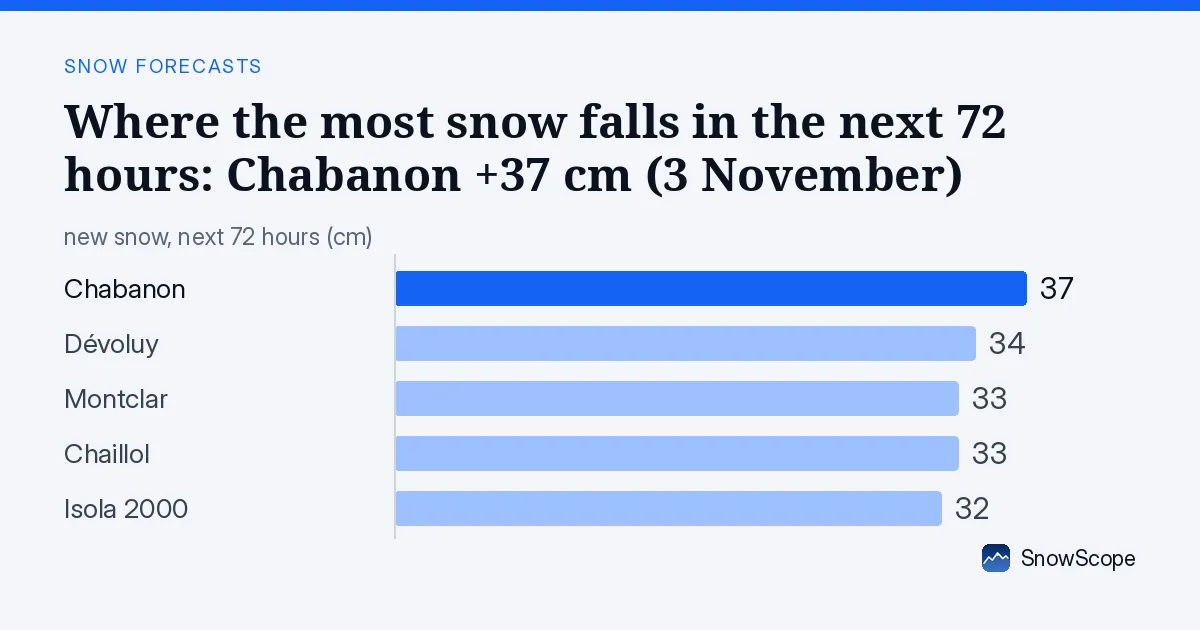 SNOW FORECASTS
Where the most snow falls in the next 72
hours: Chabanon +37 cm (3 November)
new snow, next 72 hours (cm)
Chabanon 37
Dévoluy 34
Montclar 33
Chaillol 33
Isola 2000 32
SnowScope